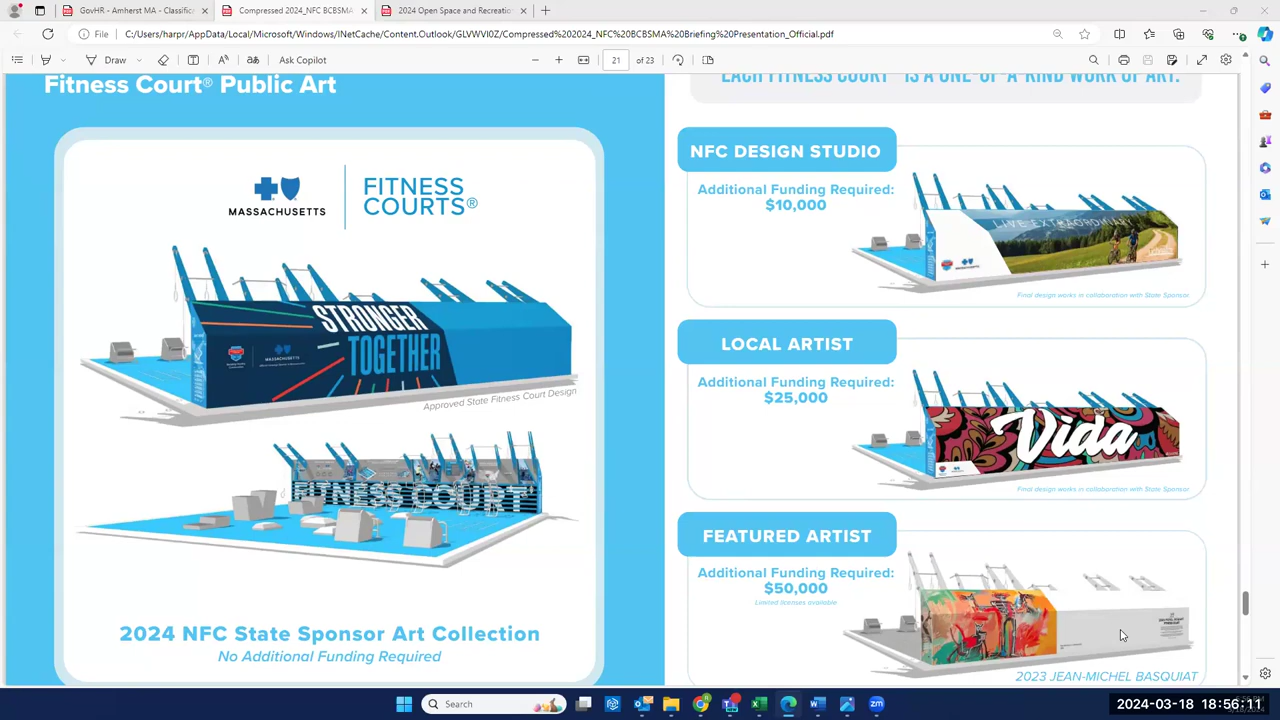 GovHR - Amherst MA - Classific
Compressed 2024_NFC BCBSMA
2024 Open Space and Recreation
File
C:/Users/harpr/AppData/Local/Microsoft/Windows/INetCache/Content.Outlook/GLVWVI0Z/Compressed%202024_NFC%20BCBSMA%20Briefing%20Presentation_Official.pdf
Draw
Ask Copilot
21 of 23
Fitness Court® Public Art
EACH FITNESS COURT® IS A ONE-OF-A-KIND WORK OF ART.
MASSACHUSETTS
FITNESS
COURTS®
STRONGER
TOGETHER
MASSACHUSETTS
Approved State Fitness Court Design
FITNESS COURT
2024 NFC State Sponsor Art Collection
No Additional Funding Required
NFC DESIGN STUDIO
Additional Funding Required:
$10,000
LIVE EXTRAORDINARY
Final design works in collaboration with State Sponsor
LOCAL ARTIST
Additional Funding Required:
$25,000
Vida
Final design works in collaboration with State Sponsor
FEATURED ARTIST
Additional Funding Required:
$50,000
Limited licenses available
2023 JEAN-MICHEL BASQUIAT
Search
2024-03-18 18:56:11